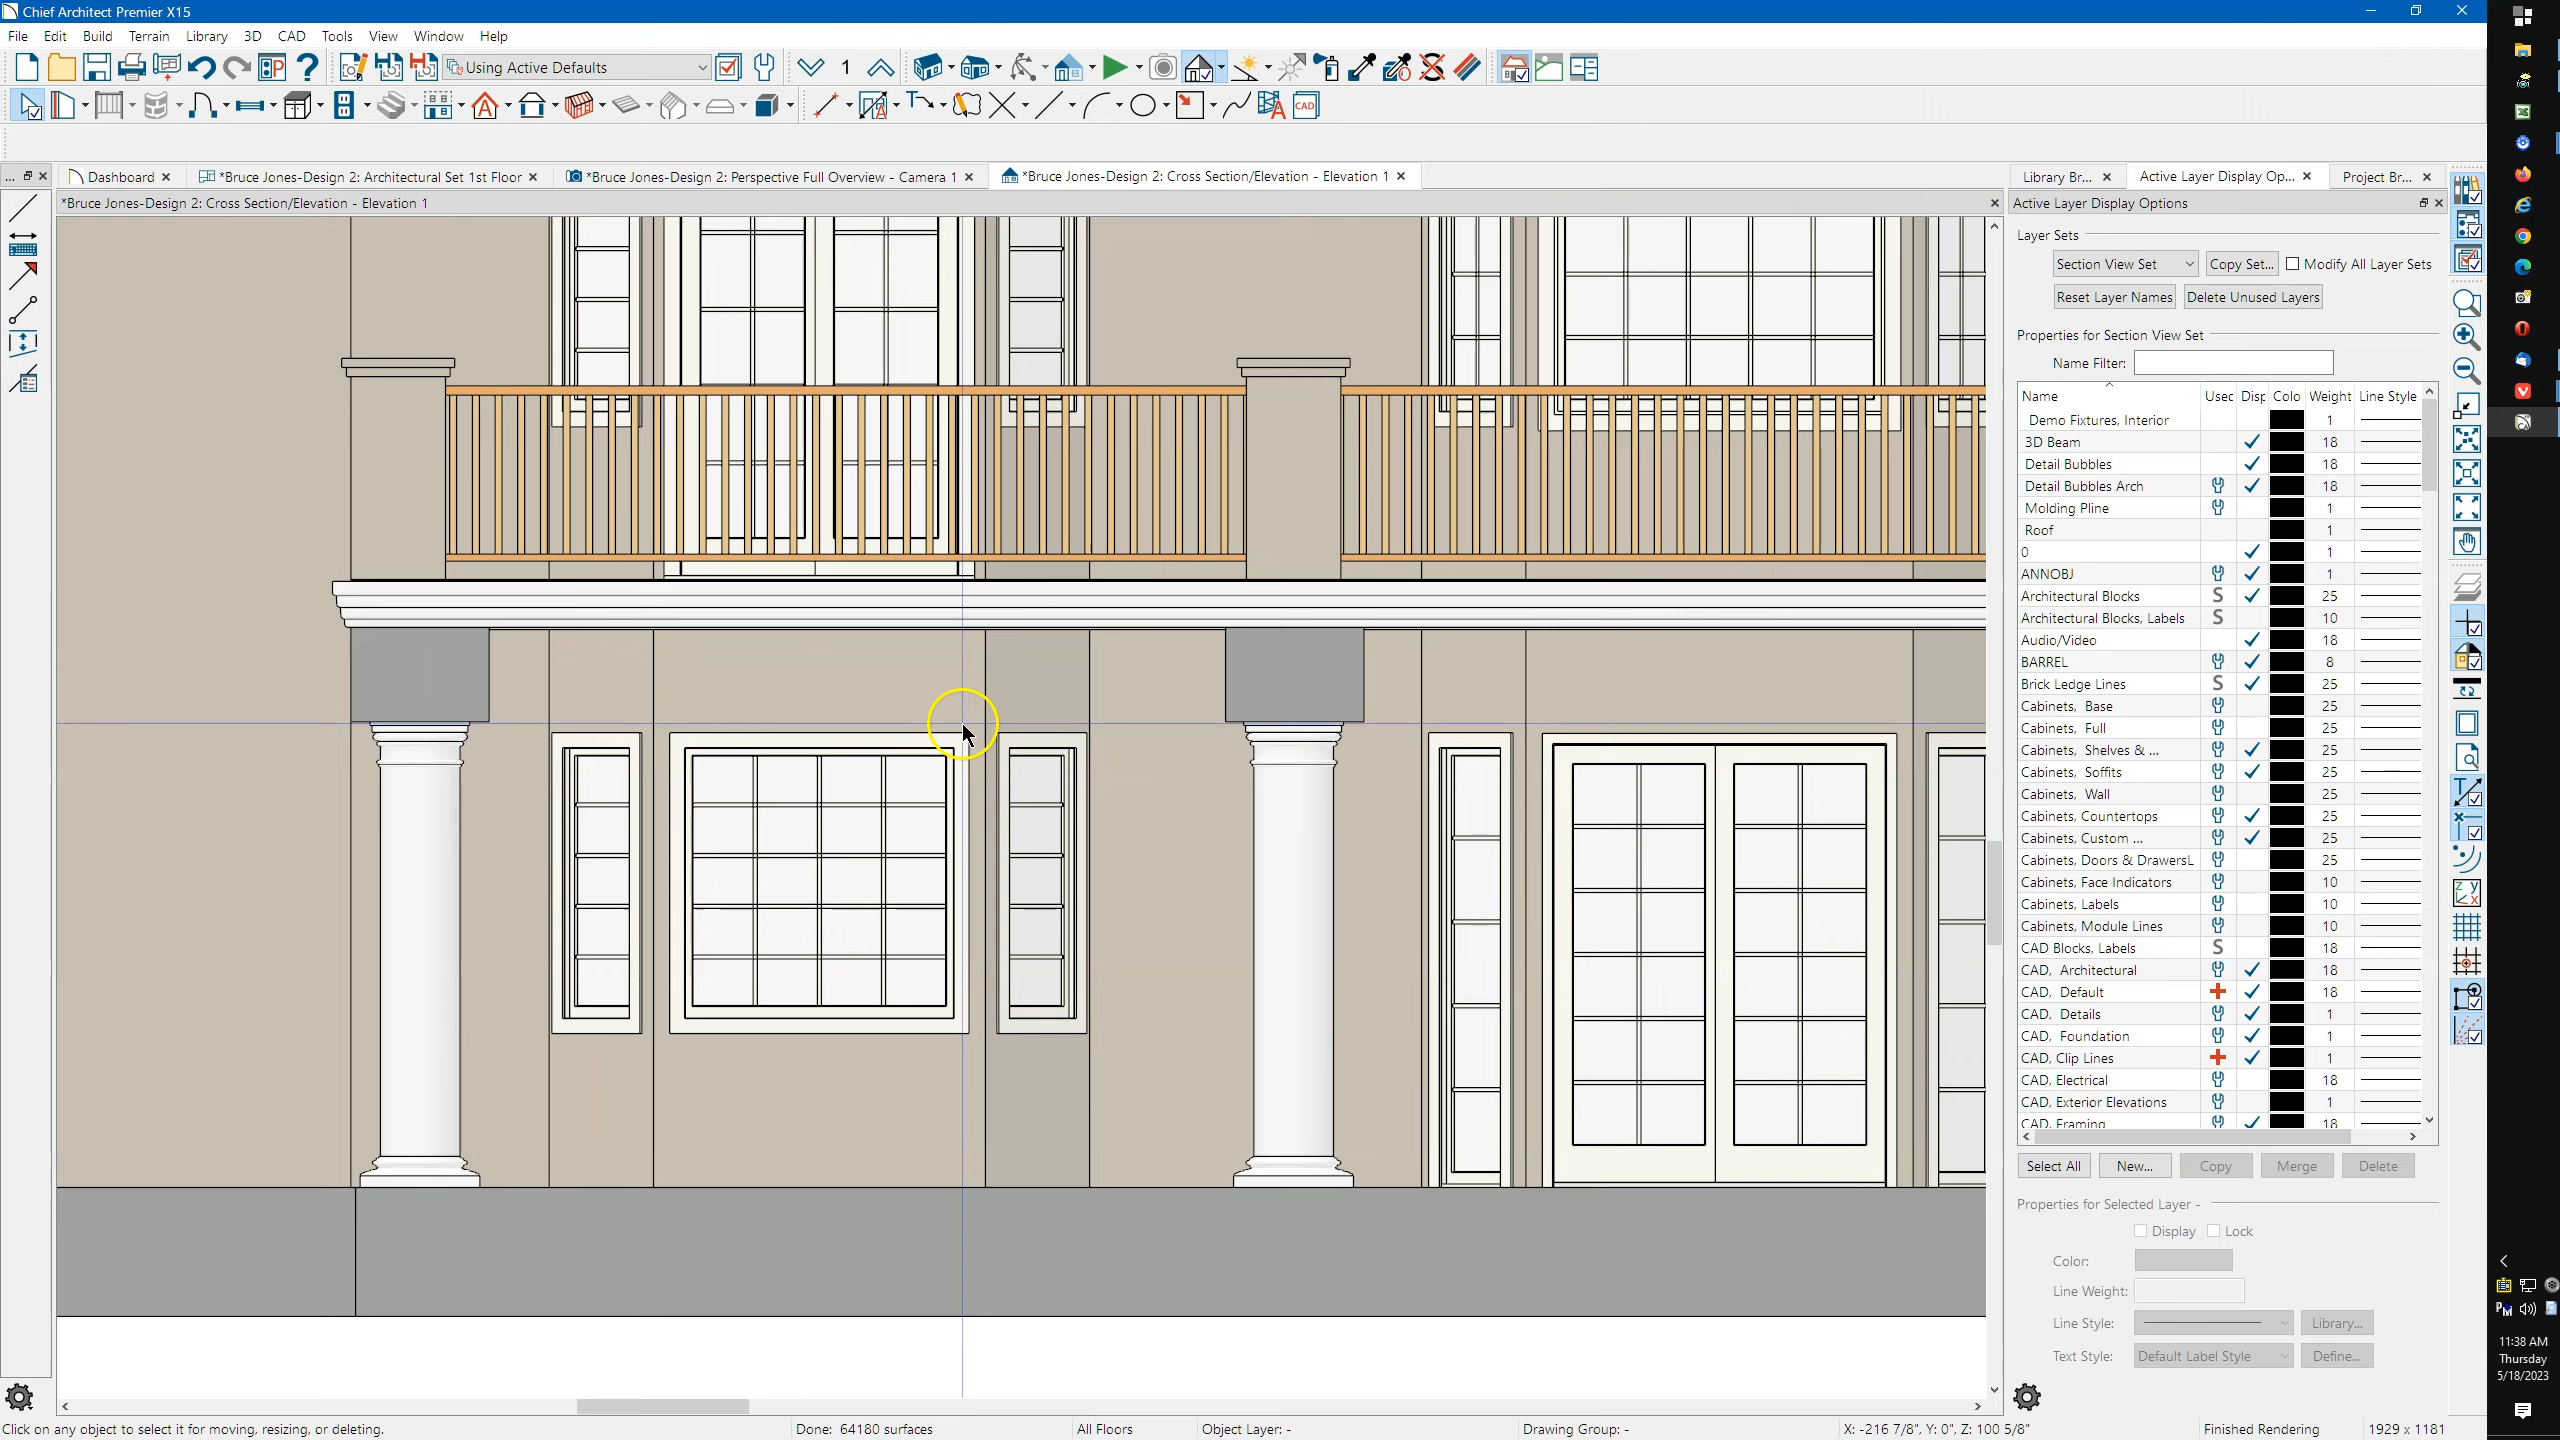 Chief Architect Premier X15
File Edit Build Terrain Library 3D CAD Tools View Window Help
Using Active Defaults
1
CAD
... Dashboard *Bruce Jones-Design 2: Architectural Set 1st Floor *Bruce Jones-Design 2: Perspective Full Overview - Camera 1 *Bruce Jones-Design 2: Cross Section/Elevation - Elevation 1
Library Br... Active Layer Display Op... Project Br...
*Bruce Jones-Design 2: Cross Section/Elevation - Elevation 1
Active Layer Display Options
Layer Sets
Section View Set Copy Set... Modify All Layer Sets
Reset Layer Names Delete Unused Layers
Properties for Section View Set
Name Filter:
Name Usec Disp Colo Weight Line Style
Demo Fixtures, Interior 1
3D Beam 18
Detail Bubbles 18
Detail Bubbles Arch 18
Molding Pline 1
Roof 1
0 1
ANNOBJ 1
Architectural Blocks S 25
Architectural Blocks, Labels S 10
Audio/Video 18
BARREL 8
Brick Ledge Lines S 25
Cabinets, Base 25
Cabinets, Full 25
Cabinets, Shelves & ... 25
Cabinets, Soffits 25
Cabinets, Wall 25
Cabinets, Countertops 25
Cabinets, Custom ... 25
Cabinets, Doors & DrawersL 25
Cabinets, Face Indicators 10
Cabinets, Labels 10
Cabinets, Module Lines 10
CAD Blocks, Labels S 18
CAD, Architectural 18
CAD, Default 18
CAD, Details 1
CAD, Foundation 1
CAD, Clip Lines 1
CAD, Electrical 18
CAD, Exterior Elevations 1
CAD, Framing 18
Select All New... Copy Merge Delete
Properties for Selected Layer -
Display Lock
Color:
Line Weight:
Line Style: Library...
Text Style: Default Label Style Define...
11:38 AM
Thursday
5/18/2023
Click on any object to select it for moving, resizing, or deleting. Done: 64180 surfaces All Floors Object Layer: - Drawing Group: - X: -216 7/8", Y: 0", Z: 100 5/8" Finished Rendering 1929 x 1181